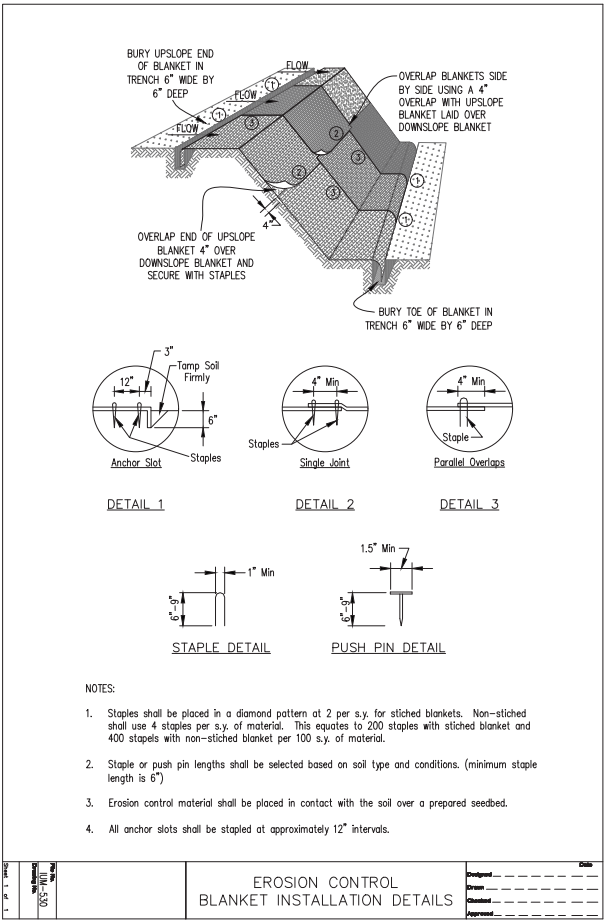 BURY UPSLOPE END
OF BLANKET IN
TRENCH 6" WIDE BY
6" DEEP
FLOW
FLOW
FLOW
1
1
1
3
2
3
2
3
1
1
OVERLAP BLANKETS SIDE
BY SIDE USING A 4"
OVERLAP WITH UPSLOPE
BLANKET LAID OVER
DOWNSLOPE BLANKET
4"
OVERLAP END OF UPSLOPE
BLANKET 4" OVER
DOWNSLOPE BLANKET AND
SECURE WITH STAPLES
BURY TOE OF BLANKET IN
TRENCH 6" WIDE BY 6" DEEP
3"
12"
Tamp Soil
Firmly
6"
Staples
Anchor Slot
DETAIL 1
4" Min
Staples
Single Joint
DETAIL 2
4" Min
Staple
Parallel Overlaps
DETAIL 3
1" Min
6"-9"
STAPLE DETAIL
1.5" Min
6"-9"
PUSH PIN DETAIL
NOTES:
1. Staples shall be placed in a diamond pattern at 2 per s.y. for stiched blankets. Non-stiched
shall use 4 staples per s.y. of material. This equates to 200 staples with stiched blanket and
400 stapels with non-stiched blanket per 100 s.y. of material.
2. Staple or push pin lengths shall be selected based on soil type and conditions. (minimum staple
length is 6")
3. Erosion control material shall be placed in contact with the soil over a prepared seedbed.
4. All anchor slots shall be stapled at approximately 12" intervals.
File No.
IUM-530
Drawing No.
Sheet 1 of 1
EROSION CONTROL
BLANKET INSTALLATION DETAILS
Date
Designed
Drawn
Checked
Approved